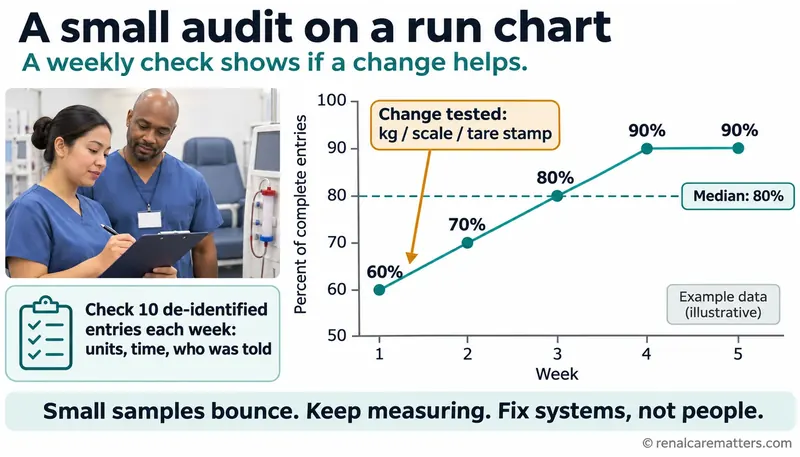 A small audit on a run chart
A weekly check shows if a change helps.
Check 10 de-identified
entries each week:
units, time, who was told
Percent of complete entries
100
90
80
70
60
50
Change tested:
kg / scale / tare stamp
60%
70%
80%
90%
90%
Median: 80%
Example data
(illustrative)
1
2
3
4
5
Week
Small samples bounce. Keep measuring. Fix systems, not people.
© renalcarematters.com